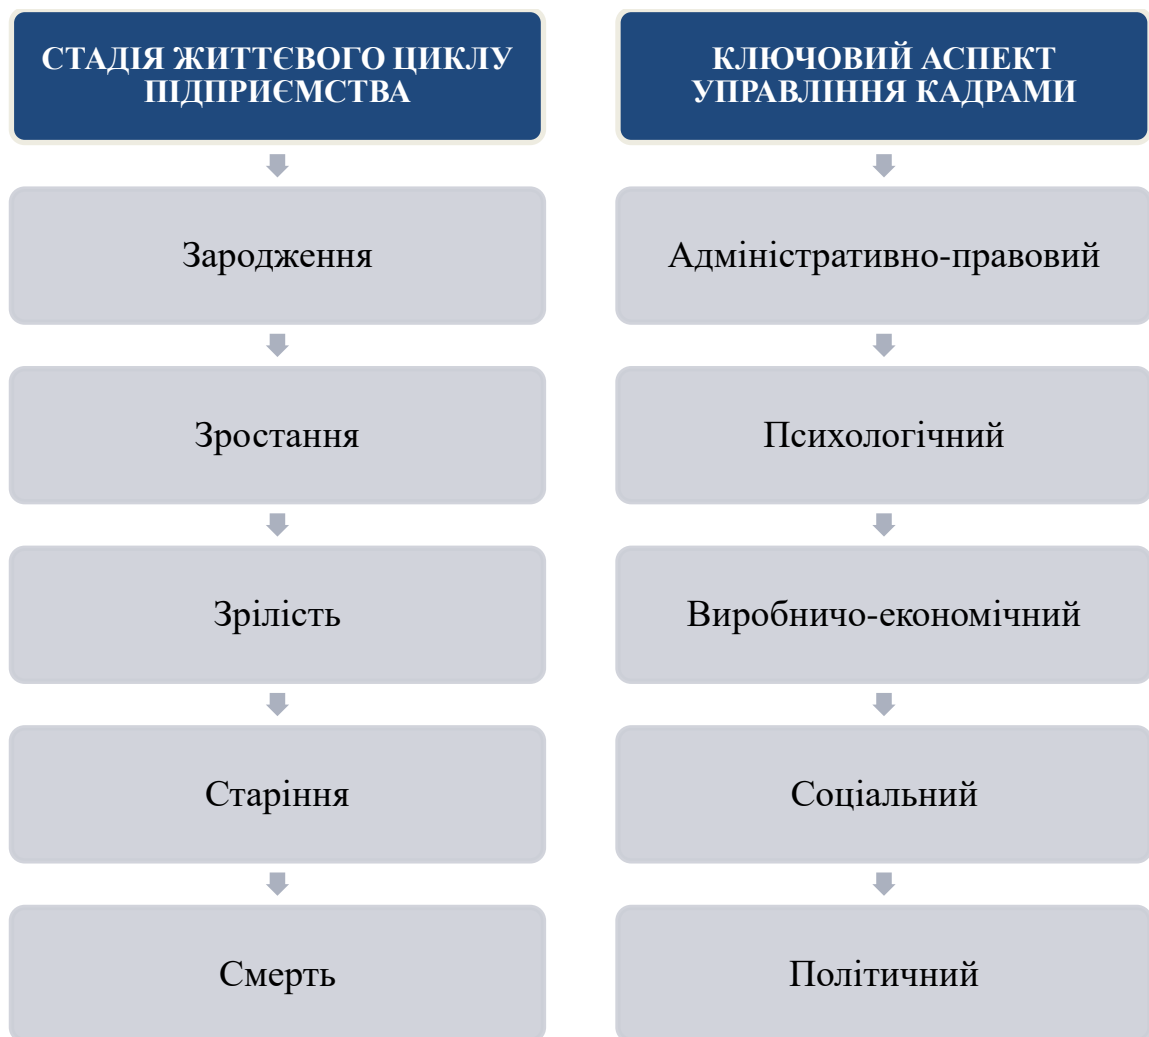 СТАДІЯ ЖИТТЄВОГО ЦИКЛУ
ПІДПРИЄМСТВА
Зародження
Зростання
Зрілість
Старіння
Смерть
КЛЮЧОВИЙ АСПЕКТ
УПРАВЛІННЯ КАДРАМИ
Адміністративно-правовий
Психологічний
Виробничо-економічний
Соціальний
Політичний